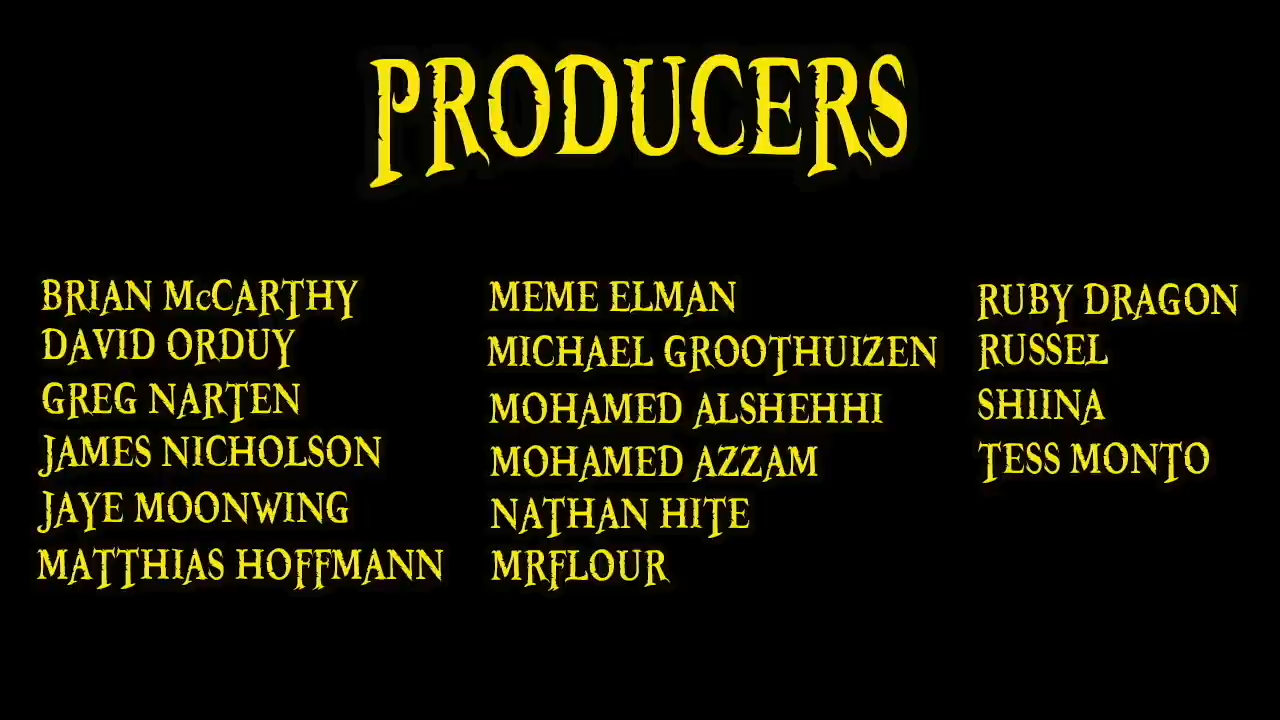 PRODUCERS
BRIAN McCARTHY
DAVID ORDUY
GREG NARTEN
JAMES NICHOLSON
JAYE MOONWING
MATTHIAS HOFFMANN
MEME ELMAN
MICHAEL GROOTHUIZEN
MOHAMED ALSHEHHI
MOHAMED AZZAM
NATHAN HITE
MRFLOUR
RUBY DRAGON
RUSSEL
SHIINA
TESS MONTO